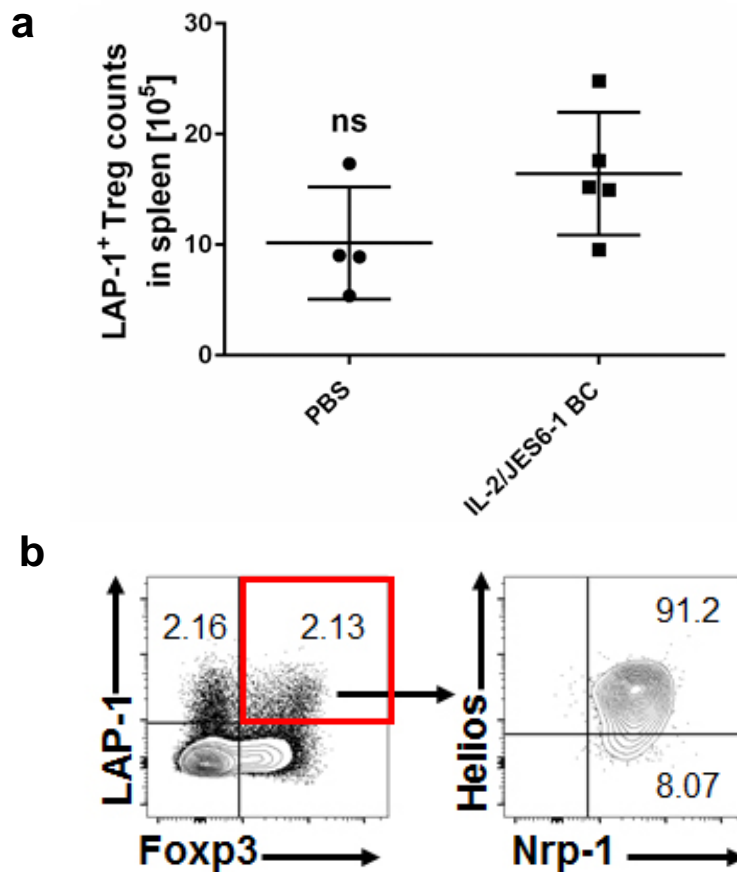 a
LAP-1⁺ Treg counts
in spleen [10⁵]
30
20
10
0
ns
PBS
IL-2/JES6-1 BC
b
LAP-1
2.16
2.13
Foxp3
Helios
91.2
8.07
Nrp-1